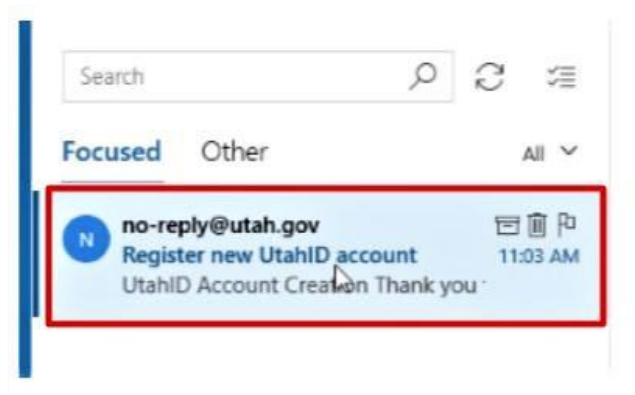 Search
Focused Other All
N no-reply@utah.gov
Register new UtahID account 11:03 AM
UtahID Account Creation Thank you